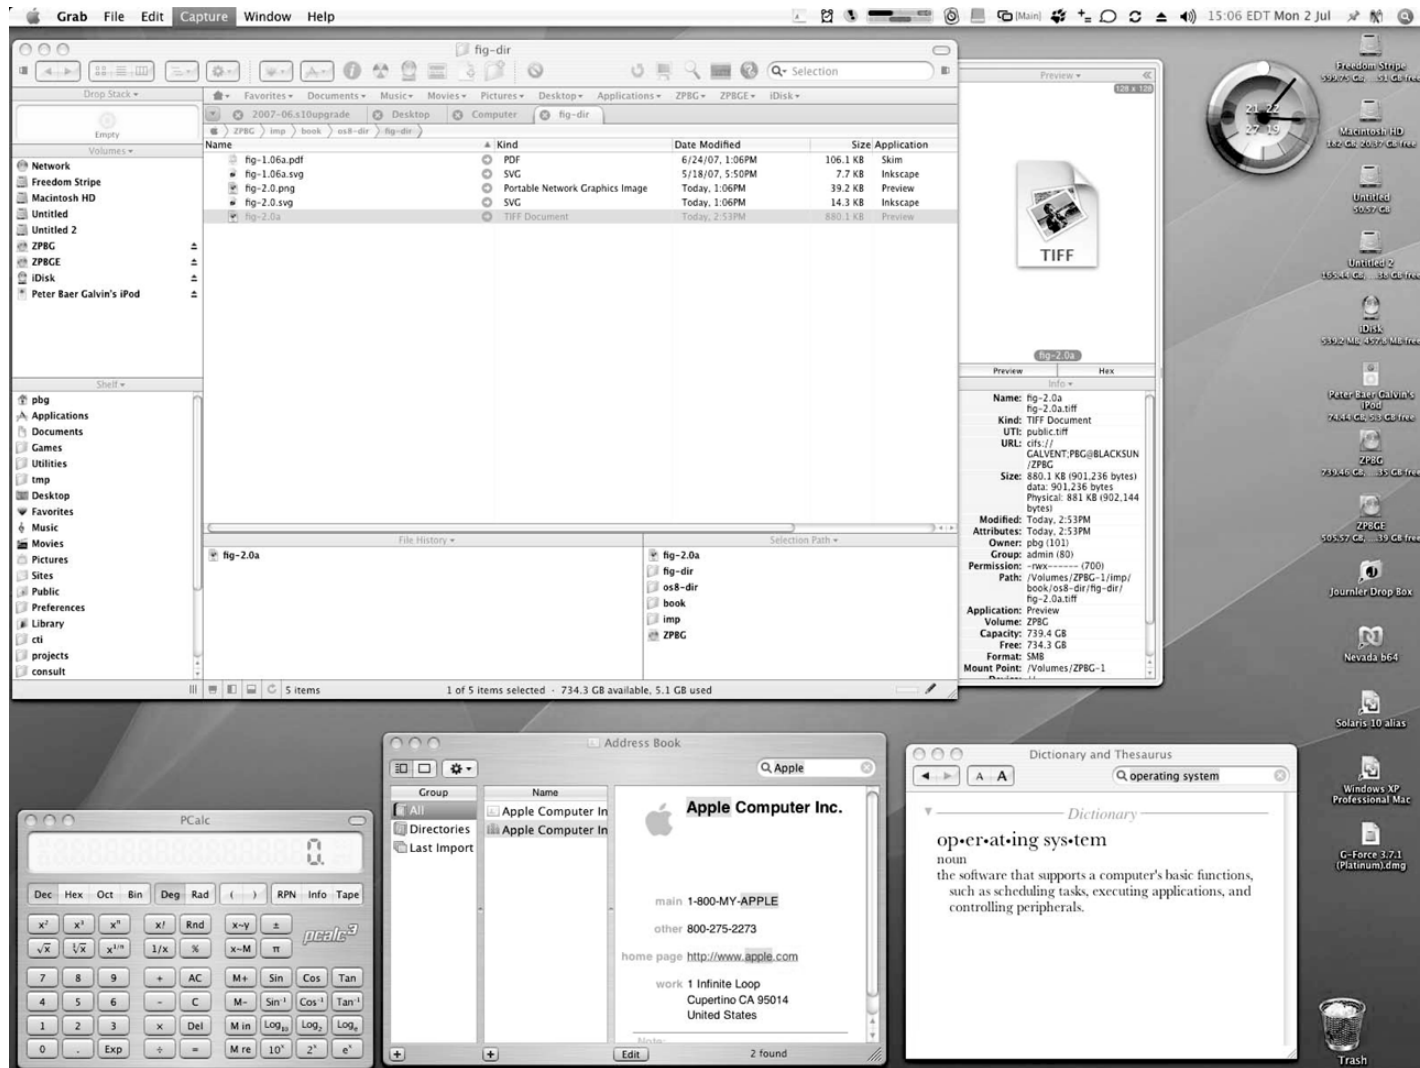 Grab File Edit Capture Window Help
[Main] 15:06 EDT Mon 2 Jul
fig-dir
Selection
Drop Stack
Empty
Volumes
Network
Freedom Stripe
Macintosh HD
Untitled
Untitled 2
ZPBG
ZPBGE
iDisk
Peter Baer Galvin's iPod
Shelf
pbg
Applications
Documents
Games
Utilities
tmp
Desktop
Favorites
Music
Movies
Pictures
Sites
Public
Preferences
Library
cti
projects
consult
Favorites Documents Music Movies Pictures Desktop Applications ZPBG ZPBGE iDisk
2007-06.s10upgrade Desktop Computer fig-dir
ZPBG imp book os8-dir fig-dir
Name Kind Date Modified Size Application
fig-1.06a.pdf PDF 6/24/07, 1:06PM 106.1 KB Skim
fig-1.06a.svg SVG 5/18/07, 5:50PM 7.7 KB Inkscape
fig-2.0.png Portable Network Graphics Image Today, 1:06PM 39.2 KB Preview
fig-2.0.svg SVG Today, 1:06PM 14.3 KB Inkscape
fig-2.0a TIFF Document Today, 2:53PM 880.1 KB Preview
File History
fig-2.0a
Selection Path
fig-2.0a
fig-dir
os8-dir
book
imp
ZPBG
5 items 1 of 5 items selected - 734.3 GB available, 5.1 GB used
Preview
128 x 128
TIFF
fig-2.0a
Preview Hex
Info
Name: fig-2.0a
fig-2.0a.tiff
Kind: TIFF Document
UTI: public.tiff
URL: cifs://
GALVENT;PBG@BLACKSUN
/ZPBG
Size: 880.1 KB (901,236 bytes)
data: 901,236 bytes
Physical: 881 KB (902,144
bytes)
Modified: Today, 2:53PM
Attributes: Today, 2:53PM
Owner: pbg (101)
Group: admin (80)
Permission: -rwx------ (700)
Path: /Volumes/ZPBG-1/imp/
book/os8-dir/fig-dir/
fig-2.0a.tiff
Application: Preview
Volume: ZPBG
Capacity: 739.4 GB
Free: 734.3 GB
Format: SMB
Mount Point: /Volumes/ZPBG-1
21 22
27 19
Freedom Stripe
Macintosh HD
Untitled
Untitled 2
iDisk
Peter Baer Galvin's
iPod
ZPBG
ZPBGE
Journler Drop Box
Nevada b64
Solaris 10 alias
Windows XP
Professional Mac
G-Force 3.7.1
(Platinum).dmg
Trash
PCalc
0.
Dec Hex Oct Bin Deg Rad ( ) RPN Info Tape
x² x³ xⁿ x! Rnd x~y ±
pcalc3
√x ∛x x^1/n 1/x % x~M π
7 8 9 + AC M+ Sin Cos Tan
4 5 6 - C M- Sin⁻¹ Cos⁻¹ Tan⁻¹
1 2 3 x Del M in Log₁₀ Log₂ Logₑ
0 . Exp ÷ = M re 10ˣ 2ˣ eˣ
Address Book
Apple
Group Name
All
Directories
Last Import
Apple Computer In
Apple Computer In
Apple Computer Inc.
main 1-800-MY-APPLE
other 800-275-2273
home page http://www.apple.com
work 1 Infinite Loop
Cupertino CA 95014
United States
Note:
Edit 2 found
Dictionary and Thesaurus
A A operating system
Dictionary
op•er•at•ing sys•tem
noun
the software that supports a computer's basic functions,
such as scheduling tasks, executing applications, and
controlling peripherals.